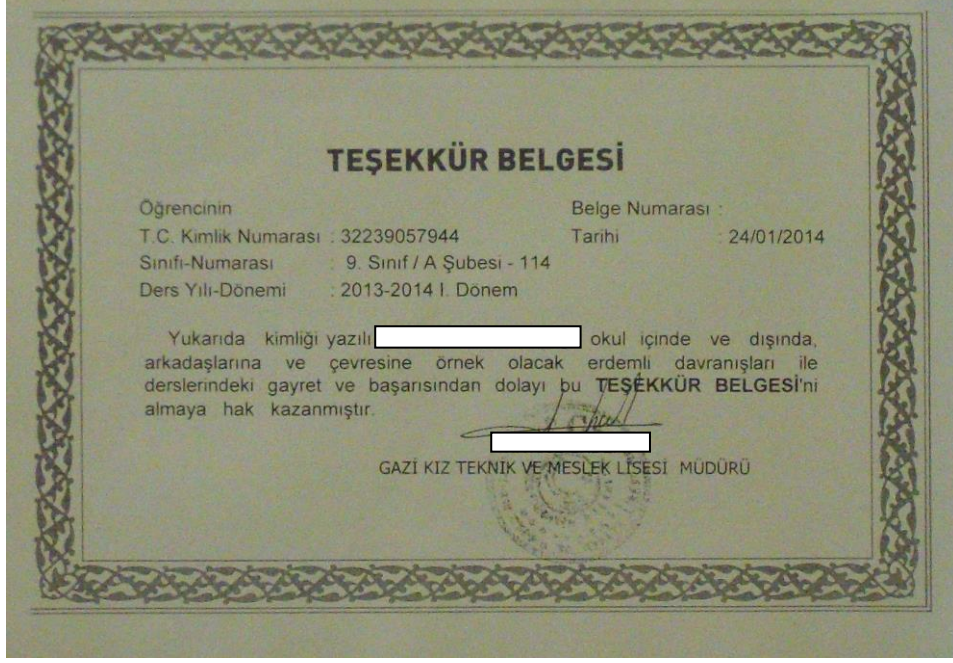 TEŞEKKÜR BELGESİ
Öğrencinin Belge Numarası :
T.C. Kimlik Numarası : 32239057944 Tarihi : 24/01/2014
Sınıfı-Numarası : 9. Sınıf / A Şubesi - 114
Ders Yılı-Dönemi : 2013-2014 I. Dönem
Yukarıda kimliği yazılı okul içinde ve dışında,
arkadaşlarına ve çevresine örnek olacak erdemli davranışları ile
derslerindeki gayret ve başarısından dolayı bu TEŞEKKÜR BELGESİ'ni
almaya hak kazanmıştır.
GAZİ KIZ TEKNIK VE MESLEK LİSESİ MÜDÜRÜ